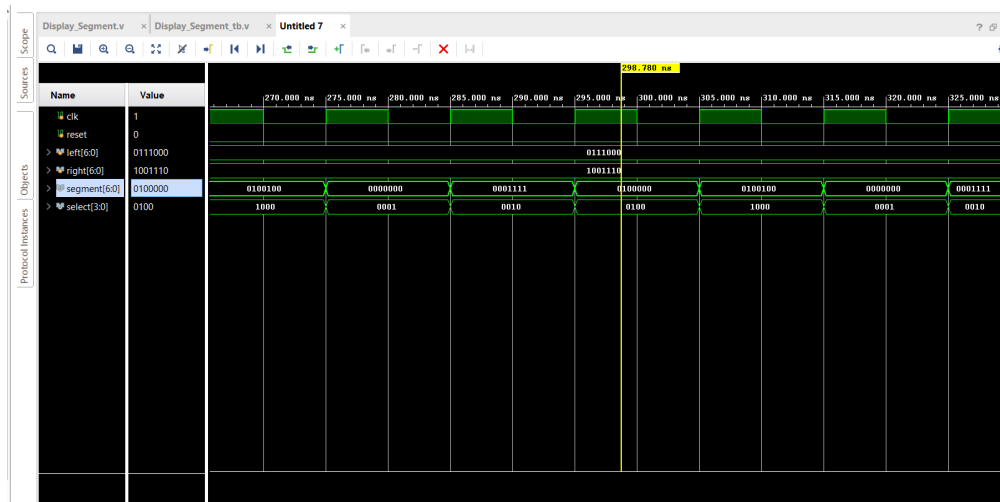 Display_Segment.v × Display_Segment_tb.v × Untitled 7 × ?
Scope
Sources
Objects
Protocol Instances
298.780 ns
Name Value
270.000 ns 275.000 ns 280.000 ns 285.000 ns 290.000 ns 295.000 ns 300.000 ns 305.000 ns 310.000 ns 315.000 ns 320.000 ns 325.000 ns
clk 1
reset 0
> left[6:0] 0111000 0111000
> right[6:0] 1001110 1001110
> segment[6:0] 0100000 0100100 0000000 0001111 0100000 0100100 0000000 0001111
> select[3:0] 0100 1000 0001 0010 0100 1000 0001 0010